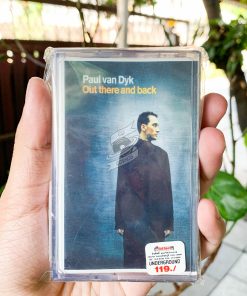 Paul van Dyk
Out there and back
UNDERGROUND
119./